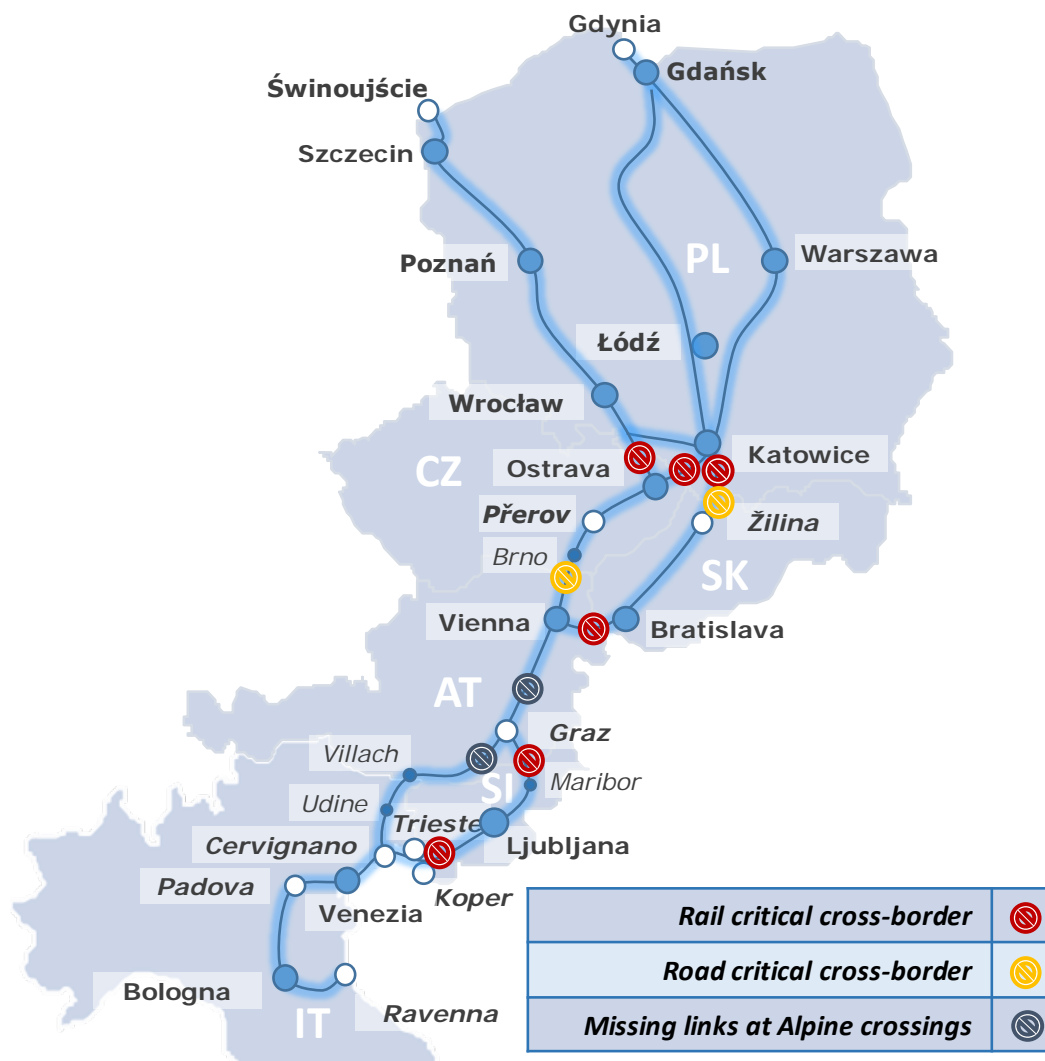 Gdynia
Gdańsk
Świnoujście
Szczecin
PL
Poznań
Warszawa
Łódź
Wrocław
Katowice
CZ
Ostrava
Přerov
Žilina
Brno
SK
Vienna
Bratislava
AT
Graz
Villach
Maribor
SI
Udine
Trieste
Ljubljana
Cervignano
Koper
Padova
Venezia
Bologna
Ravenna
IT
Rail critical cross-border
Road critical cross-border
Missing links at Alpine crossings